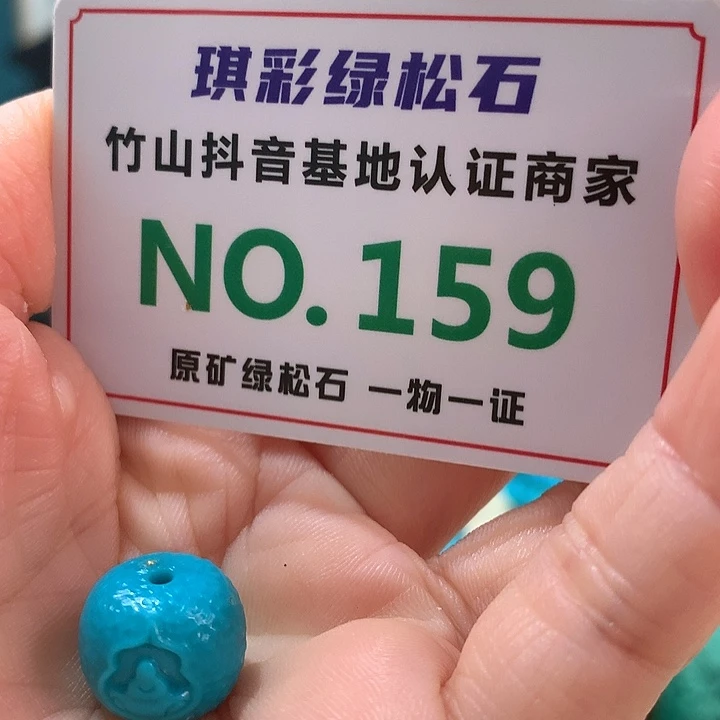 琪彩绿松石
竹山抖音基地认证商家
NO.159
原矿绿松石 一物一证